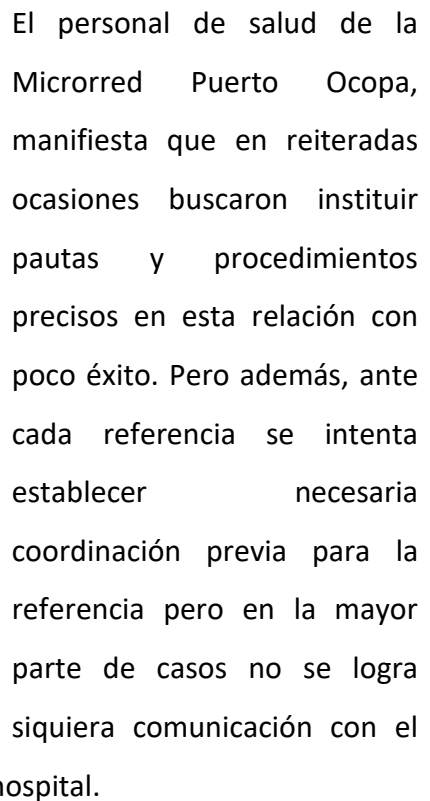 El personal de salud de la
Microrred Puerto Ocopa,
manifiesta que en reiteradas
ocasiones buscaron instituir
pautas y procedimientos
precisos en esta relación con
poco éxito. Pero además, ante
cada referencia se intenta
establecer necesaria
coordinación previa para la
referencia pero en la mayor
parte de casos no se logra
siquiera comunicación con el
hospital.